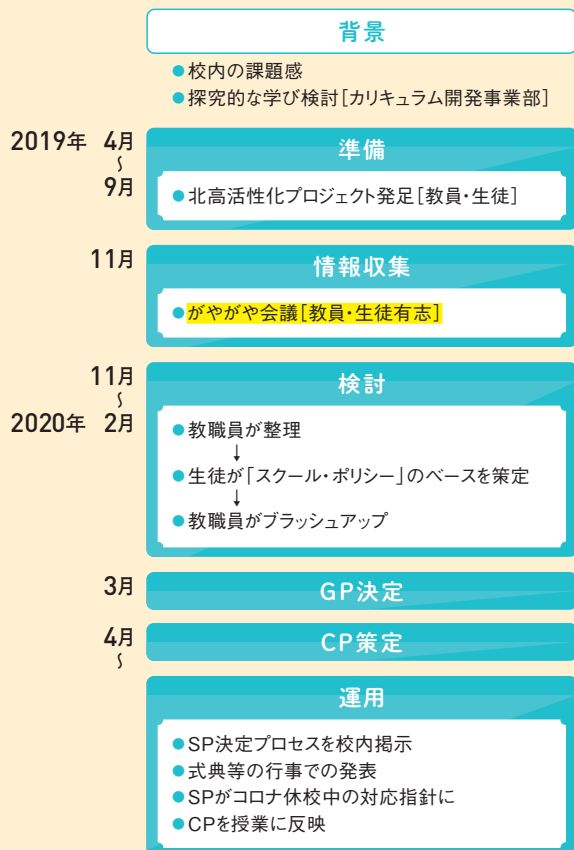 背景
●校内の課題感
●探究的な学び検討[カリキュラム開発事業部]
2019年 4月
〜
9月
準備
●北高活性化プロジェクト発足[教員・生徒]
11月
情報収集
●がやがや会議[教員・生徒有志]
11月
〜
2020年 2月
検討
●教職員が整理
↓
●生徒が「スクール・ポリシー」のベースを策定
↓
●教職員がブラッシュアップ
3月
GP決定
4月
〜
CP策定
運用
●SP決定プロセスを校内掲示
●式典等の行事での発表
●SPがコロナ休校中の対応指針に
●CPを授業に反映